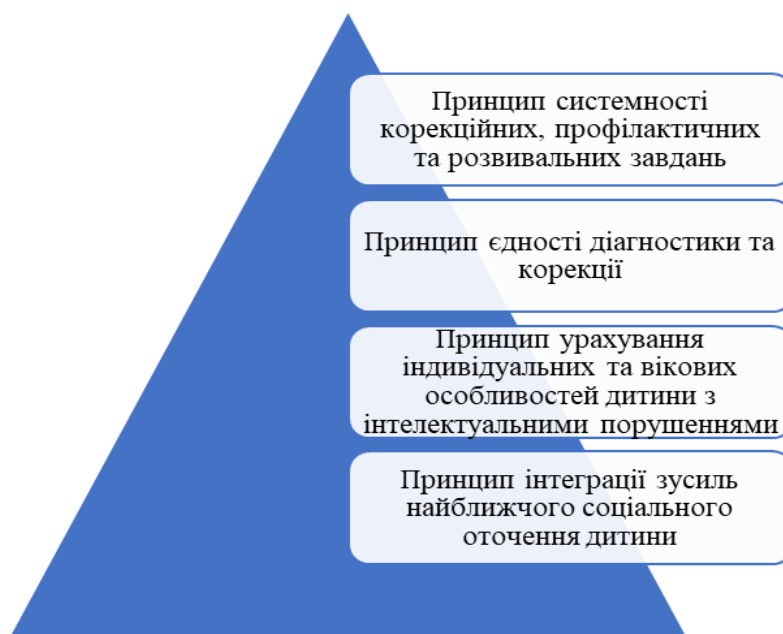 Принцип системності
корекційних, профілактичних
та розвивальних завдань
Принцип єдності діагностики та
корекції
Принцип урахування
індивідуальних та вікових
особливостей дитини з
інтелектуальними порушеннями
Принцип інтеграції зусиль
найближчого соціального
оточення дитини